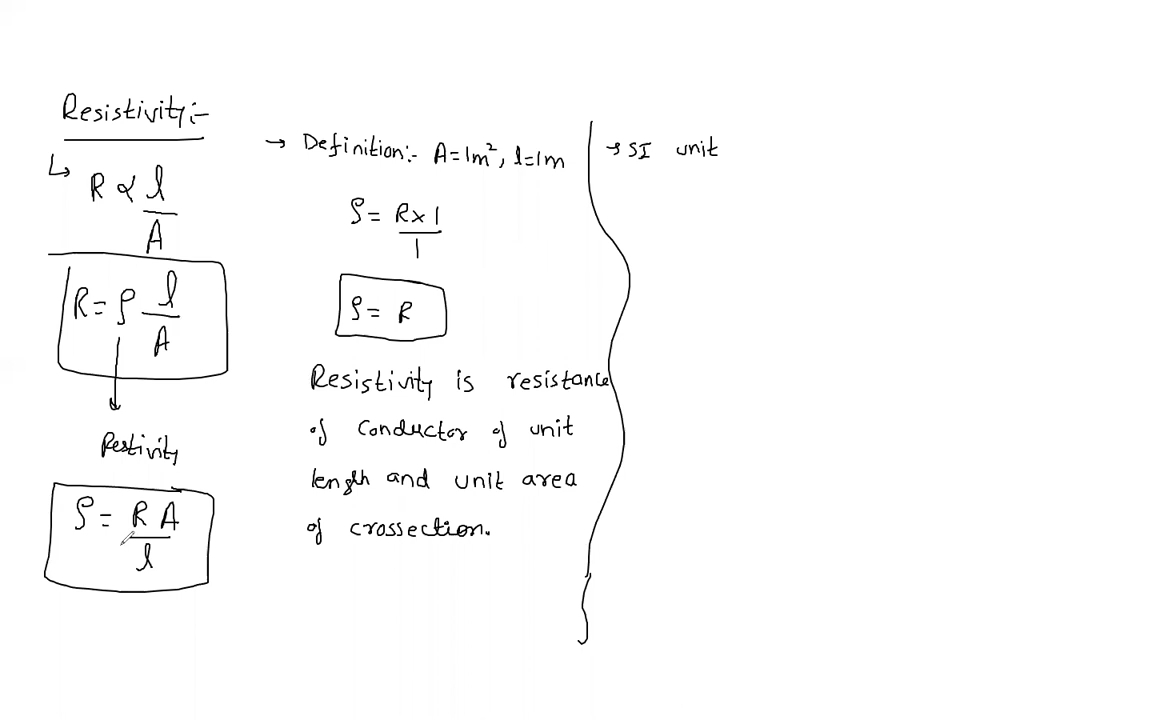 Resistivity:-
↳ R ∝ l/A
R = ρ l/A
Restivity
ρ = R A/l
→ Definition:- A=1m², l=1m
ρ = R×1/1
ρ = R
Resistivity is resistance
of conductor of unit
length and unit area
of crossection.
→ SI unit